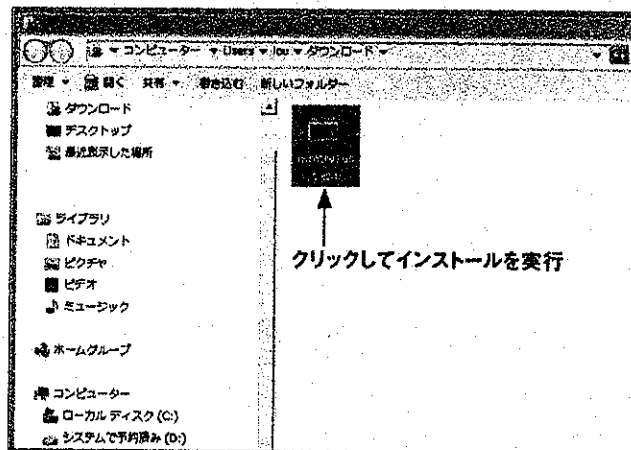 コンピューター Users lou ダウンロード
整理 開く 共有 書き込む 新しいフォルダー
ダウンロード
デスクトップ
最近表示した場所
ライブラリ
ドキュメント
ピクチャ
ビデオ
ミュージック
ホームグループ
コンピューター
ローカル ディスク (C:)
システムで予約済み (D:)
クリックしてインストールを実行